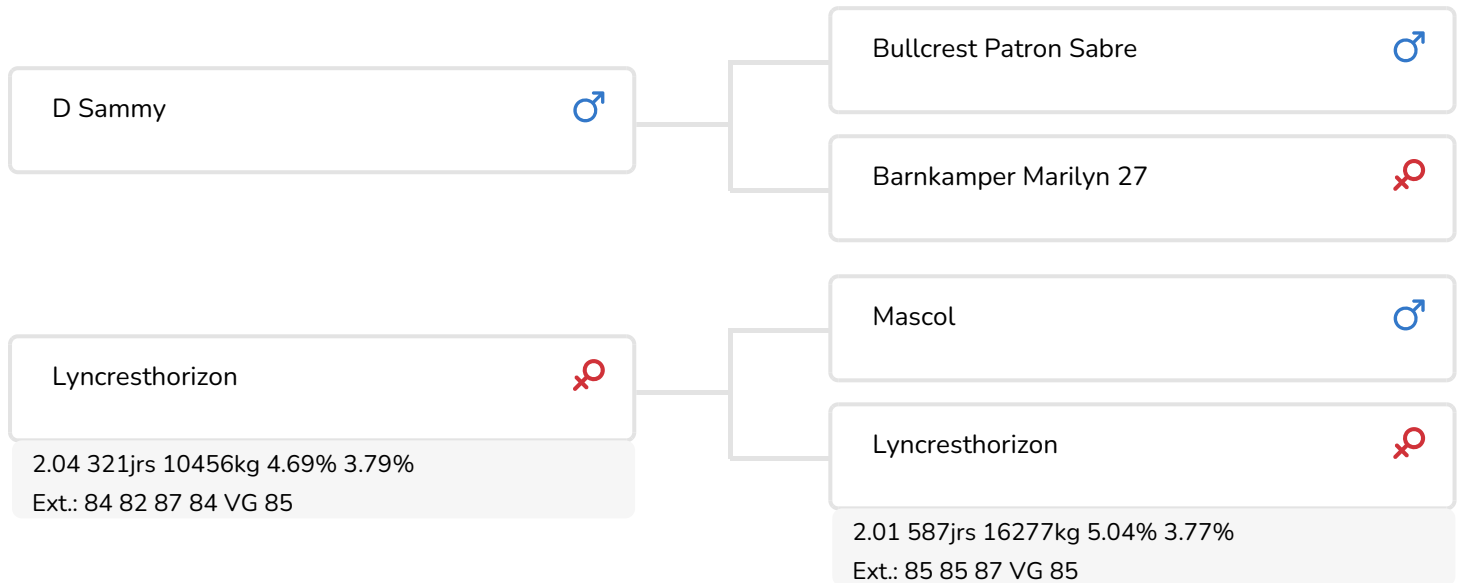 D Sammy
Bullcrest Patron Sabre
Barnkamper Marilyn 27
Lyncresthorizon
2.04 321jrs 10456kg 4.69% 3.79%
Ext.: 84 82 87 84 VG 85
Mascol
Lyncresthorizon
2.01 587jrs 16277kg 5.04% 3.77%
Ext.: 85 85 87 VG 85